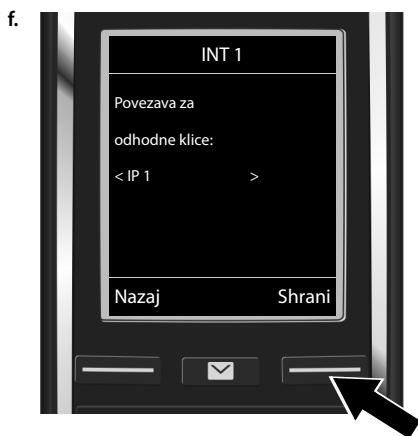 f.
INT 1
Povezava za
odhodne klice:
< IP 1 >
Nazaj Shrani